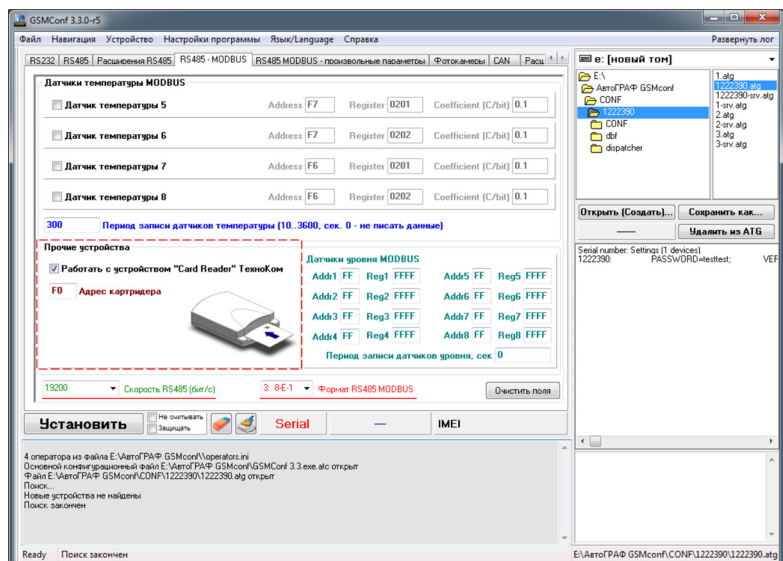 GSMConf 3.3.0-r5
Файл Навигация Устройство Настройки программы Язык/Language Справка Развернуть лог
RS232 RS485 Расширения RS485 RS485 - MODBUS RS485 MODBUS - произвольные параметры Фотокамеры CAN Расш
Датчики температуры MODBUS
Датчик температуры 5 Address F7 Register 0201 Coefficient (C/bit) 0.1
Датчик температуры 6 Address F7 Register 0202 Coefficient (C/bit) 0.1
Датчик температуры 7 Address F6 Register 0201 Coefficient (C/bit) 0.1
Датчик температуры 8 Address F6 Register 0202 Coefficient (C/bit) 0.1
300 Период записи датчиков температуры (10..3600, сек. 0 - не писать данные)
Прочие устройства
Работать с устройством "Card Reader" ТехноКом
F0 Адрес картридера
Датчики уровня MODBUS
Addr1 FF Reg1 FFFF Addr5 FF Reg5 FFFF
Addr2 FF Reg2 FFFF Addr6 FF Reg6 FFFF
Addr3 FF Reg3 FFFF Addr7 FF Reg7 FFFF
Addr4 FF Reg4 FFFF Addr8 FF Reg8 FFFF
Период записи датчиков уровня, сек 0
19200 Скорость RS485 (бит/с) 3: 8-E-1 Формат RS485 MODBUS Очистить поля
Установить Не считывать Защищать Serial — IMEI
4 оператора из файла E:\АвтоГРАФ GSMconf\\operators.ini
Основной конфигурационный файл E:\АвтоГРАФ GSMconf\GSMConf 3.3.exe.atc открыт
Файл E:\АвтоГРАФ GSMconf\CONF\1222390\1222390.atg открыт
Поиск...
Новые устройства не найдены
Поиск закончен
e: [новый том]
E:\
АвтоГРАФ GSMconf
CONF
1222390
CONF
dbf
dispatcher
1.atg
1222390.atg
1222390-srv.atg
1-srv.atg
2.atg
2-srv.atg
3.atg
3-srv.atg
Открыть (Создать)... Сохранить как...
Удалить из ATG
Serial number: Settings (1 devices)
1222390: PASSWORD=testtest; VER
Ready Поиск закончен E:\АвтоГРАФ GSMconf\CONF\1222390\1222390.atg